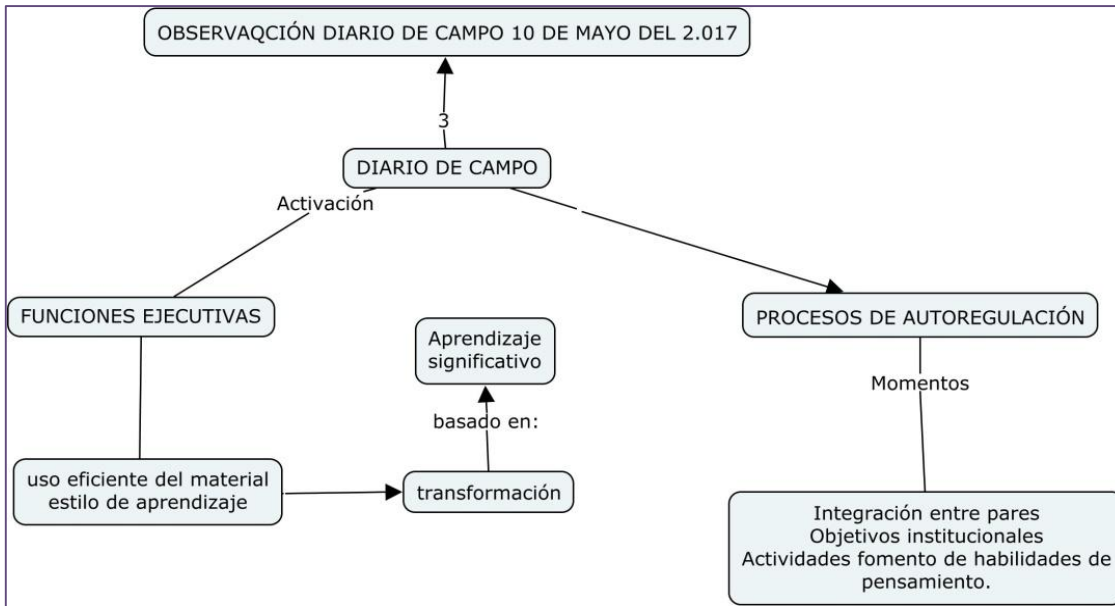 OBSERVAQCIÓN DIARIO DE CAMPO 10 DE MAYO DEL 2.017
3
DIARIO DE CAMPO
Activación
FUNCIONES EJECUTIVAS
PROCESOS DE AUTOREGULACIÓN
Aprendizaje
significativo
Momentos
basado en:
uso eficiente del material
estilo de aprendizaje
transformación
Integración entre pares
Objetivos institucionales
Actividades fomento de habilidades de
pensamiento.